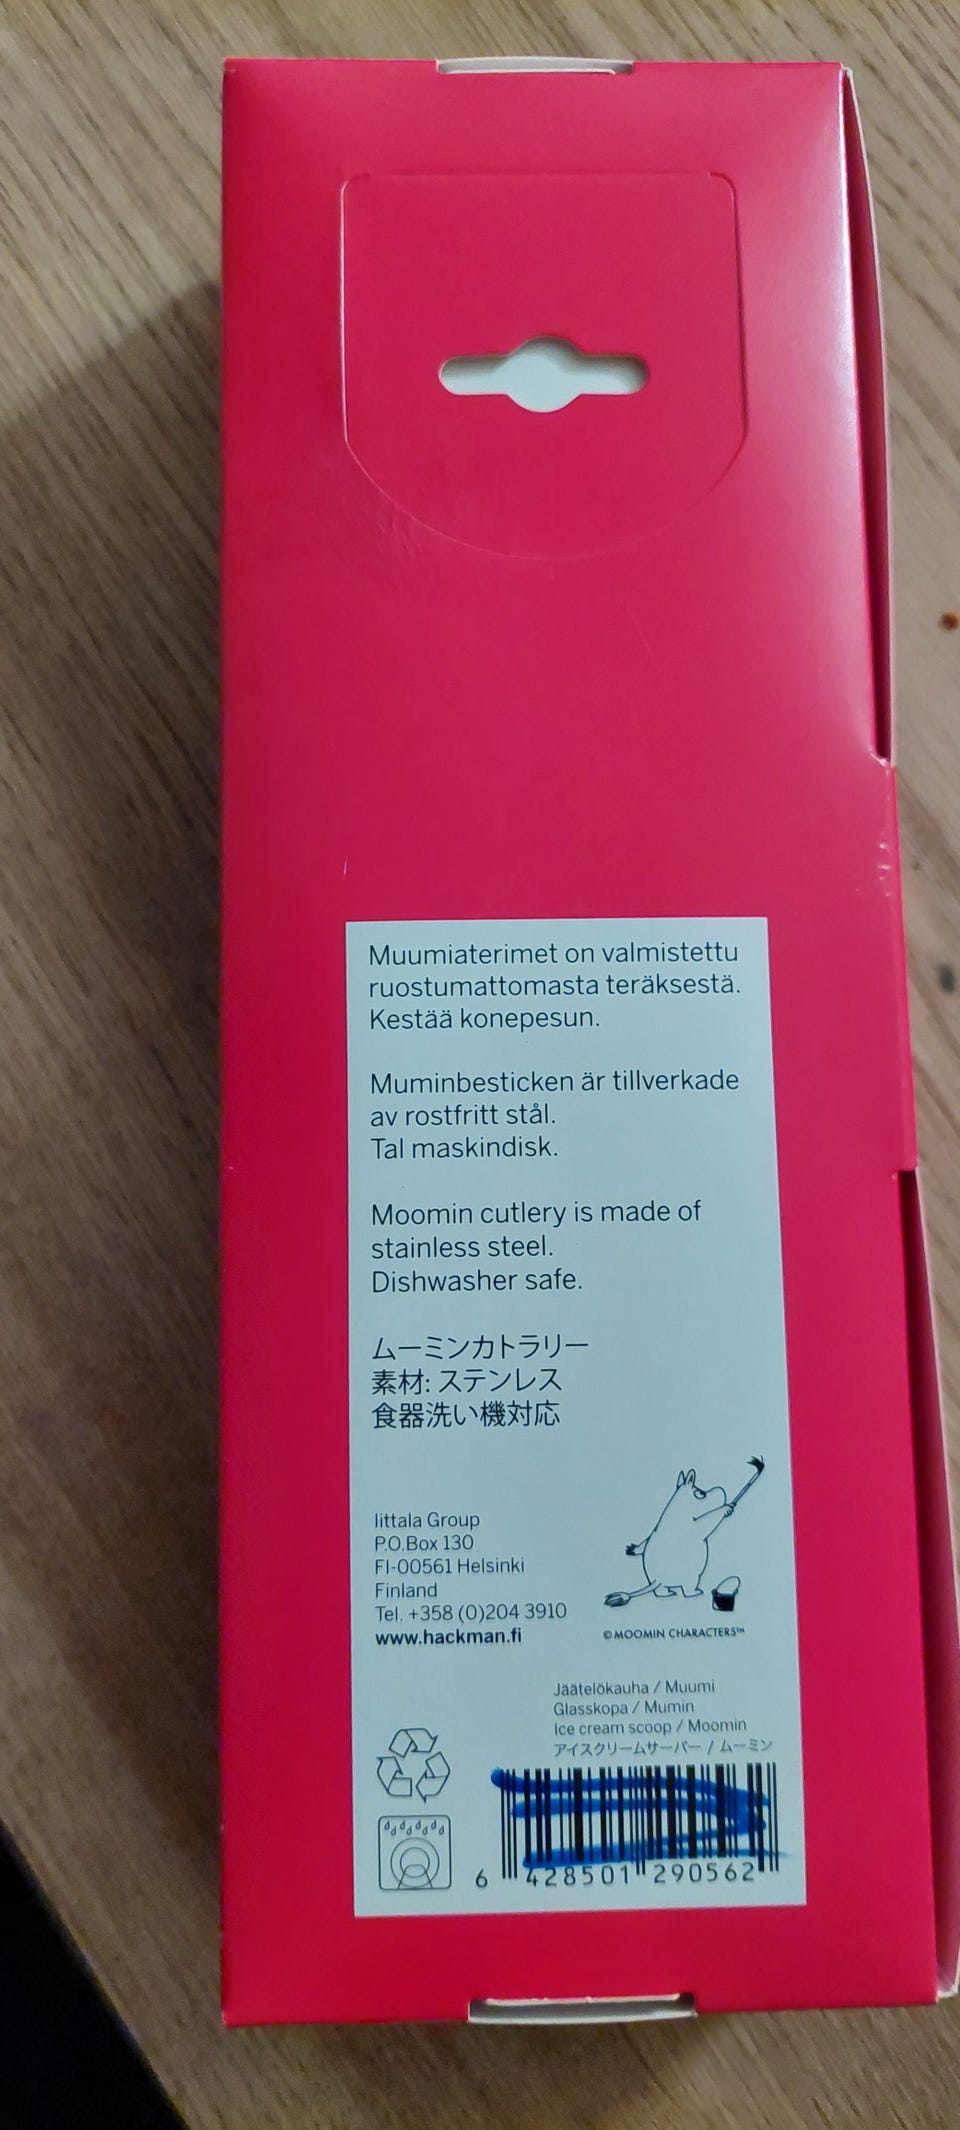 Muumiaterimet on valmistettu
ruostumattomasta teräksestä.
Kestää konepesun.
Muminbesticken är tillverkade
av rostfritt stål.
Tal maskindisk.
Moomin cutlery is made of
stainless steel.
Dishwasher safe.
ムーミンカトラリー
素材: ステンレス
食器洗い機対応
Iittala Group
P.O.Box 130
FI-00561 Helsinki
Finland
Tel. +358 (0)204 3910
www.hackman.fi
© MOOMIN CHARACTERS™
Jäätelökauha / Muumi
Glasskopa / Mumin
Ice cream scoop / Moomin
アイスクリームサーバー / ムーミン
6 428501 290562